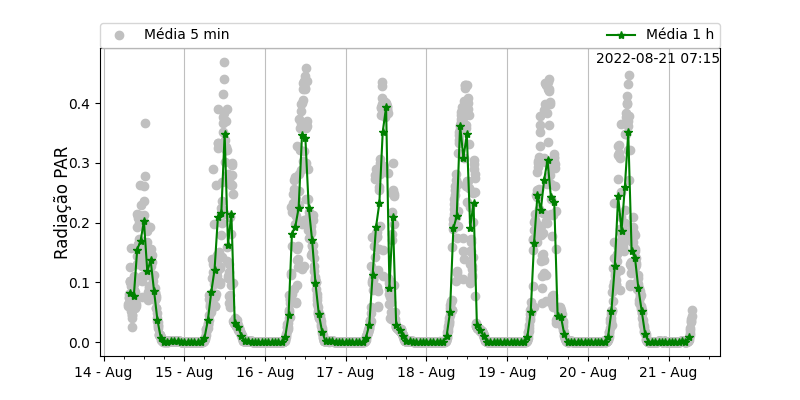 Média 5 min
Média 1 h
2022-08-21 07:15
Radiação PAR
0.4
0.3
0.2
0.1
0.0
14 - Aug
15 - Aug
16 - Aug
17 - Aug
18 - Aug
19 - Aug
20 - Aug
21 - Aug